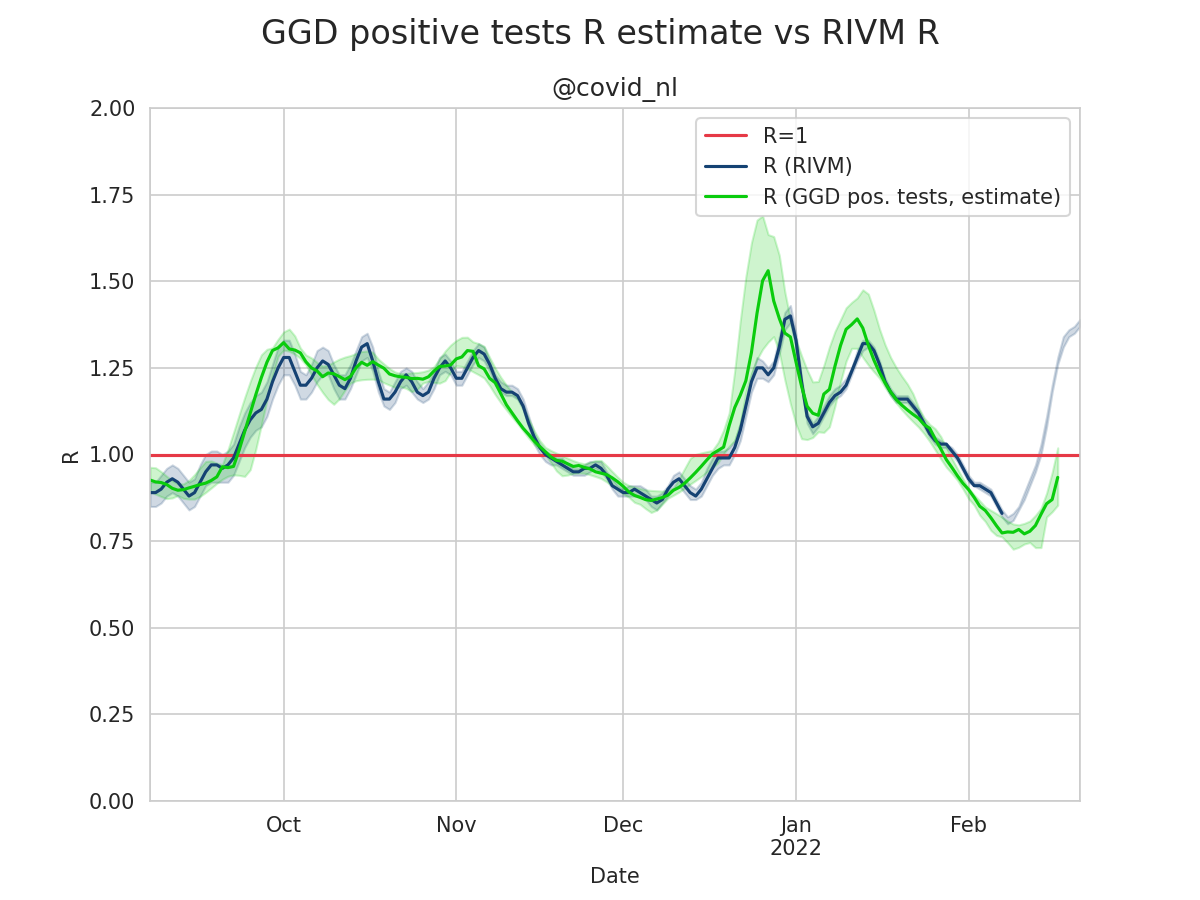 GGD positive tests R estimate vs RIVM R
@covid_nl
R=1
R (RIVM)
R (GGD pos. tests, estimate)
2.00
1.75
1.50
1.25
1.00
0.75
0.50
0.25
0.00
R
Oct
Nov
Dec
Jan
Feb
2022
Date